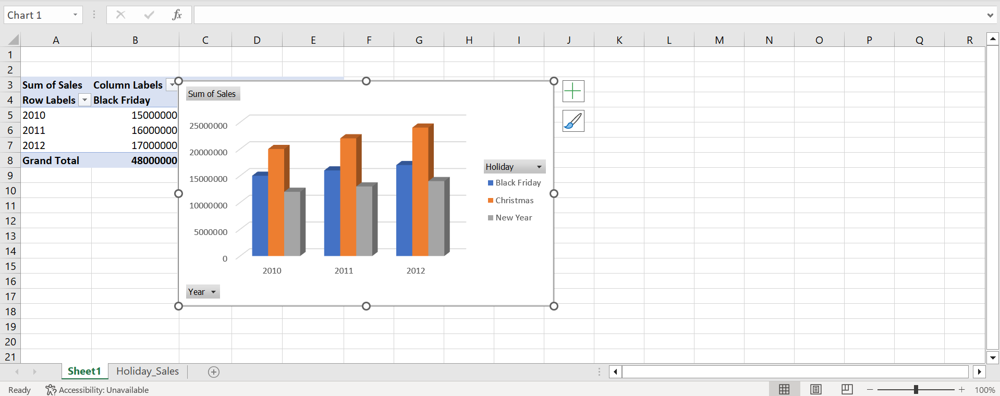 Chart 1
fx
A B C D E F G H I J K L M N O P Q R
1
2
3 Sum of Sales Column Labels
4 Row Labels Black Friday
5 2010 15000000
6 2011 16000000
7 2012 17000000
8 Grand Total 48000000
9
10
11
12
13
14
15
16
17
18
19
20
21
Sum of Sales
25000000
20000000
15000000
10000000
5000000
0
2010 2011 2012
Holiday
Black Friday
Christmas
New Year
Year
Sheet1 Holiday_Sales
Ready Accessibility: Unavailable 100%